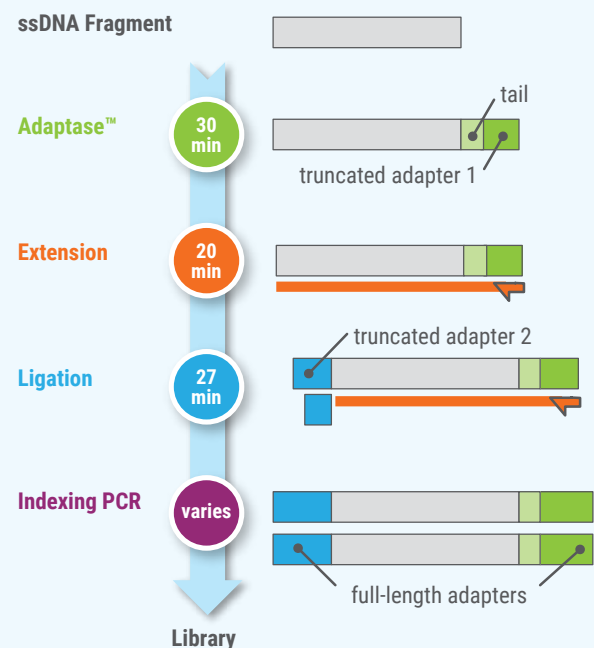 ssDNA Fragment
tail
Adaptase™
30
min
truncated adapter 1
Extension
20
min
truncated adapter 2
Ligation
27
min
Indexing PCR
varies
full-length adapters
Library